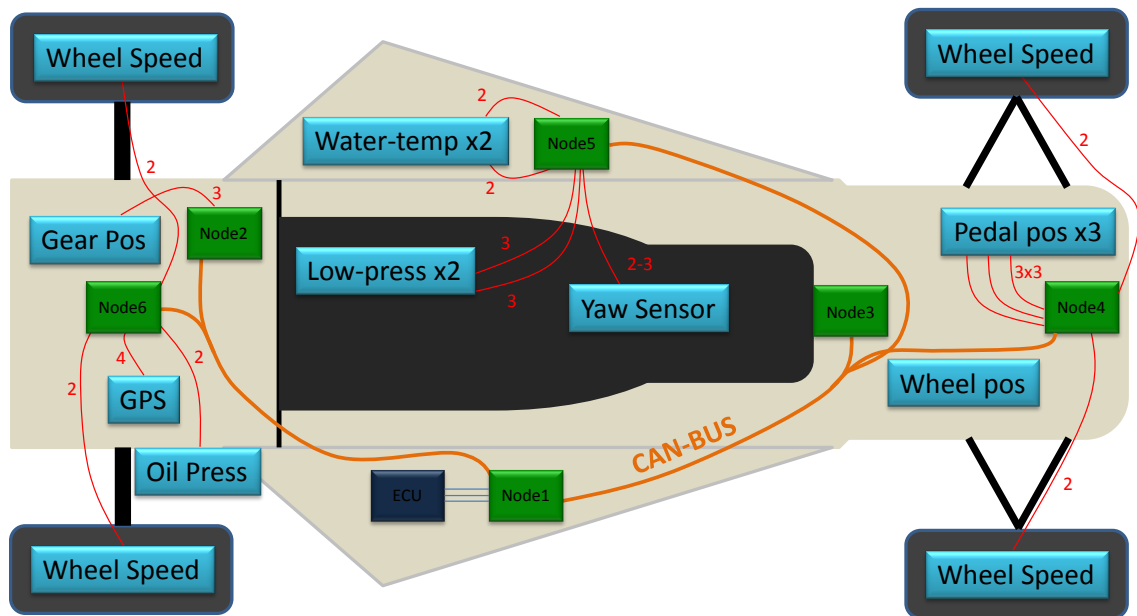 Wheel Speed
Wheel Speed
2
Water-temp x2
Node5
2
2
2
3
Gear Pos
Node2
Pedal pos x3
3
Low-press x2
3
2-3
Yaw Sensor
3x3
Node6
Node3
Node4
4
2
2
GPS
Wheel pos
CAN-BUS
Oil Press
ECU
Node1
2
Wheel Speed
Wheel Speed